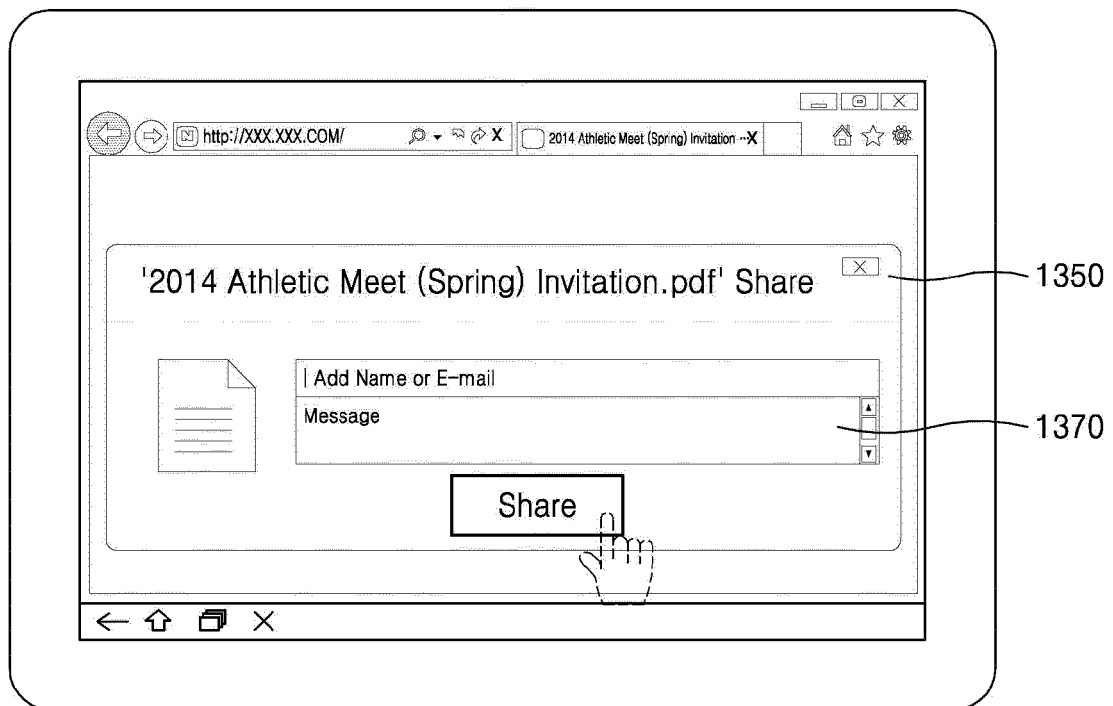 http://XXX.XXX.COM/
2014 Athletic Meet (Spring) Invitation --X
'2014 Athletic Meet (Spring) Invitation.pdf' Share
1350
Add Name or E-mail
Message
1370
Share